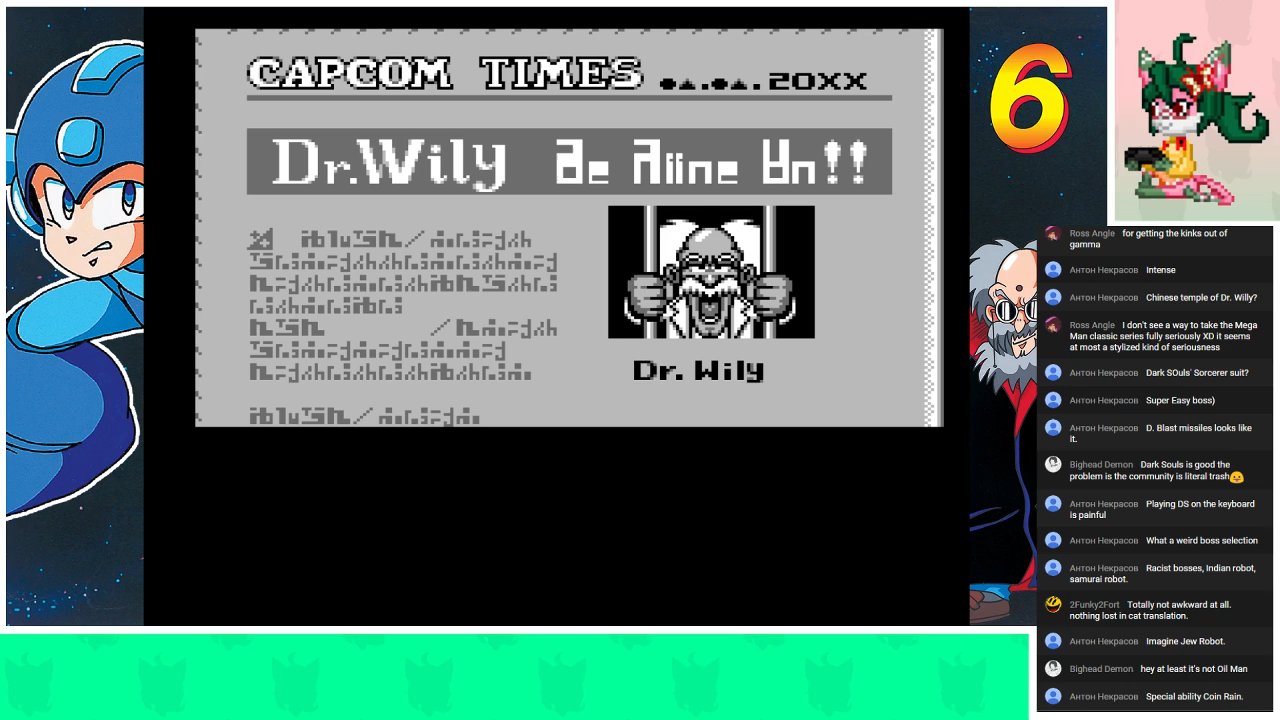 CAPCOM TIMES ●▲.●▲.20XX
Dr.Wily
Dr. Wily
6
Ross Angle for getting the kinks out of
gamma
Антон Некрасов Intense
Антон Некрасов Chinese temple of Dr. Willy?
Ross Angle I don't see a way to take the Mega
Man classic series fully seriously XD it seems
at most a stylized kind of seriousness
Антон Некрасов Dark SOuls' Sorcerer suit?
Антон Некрасов Super Easy boss)
Антон Некрасов D. Blast missiles looks like
it.
Bighead Demon Dark Souls is good the
problem is the community is literal trash
Антон Некрасов Playing DS on the keyboard
is painful
Антон Некрасов What a weird boss selection
Антон Некрасов Racist bosses, Indian robot,
samurai robot.
2Funky2Fort Totally not awkward at all.
nothing lost in cat translation.
Антон Некрасов Imagine Jew Robot.
Bighead Demon hey at least it's not Oil Man
Антон Некрасов Special ability Coin Rain.